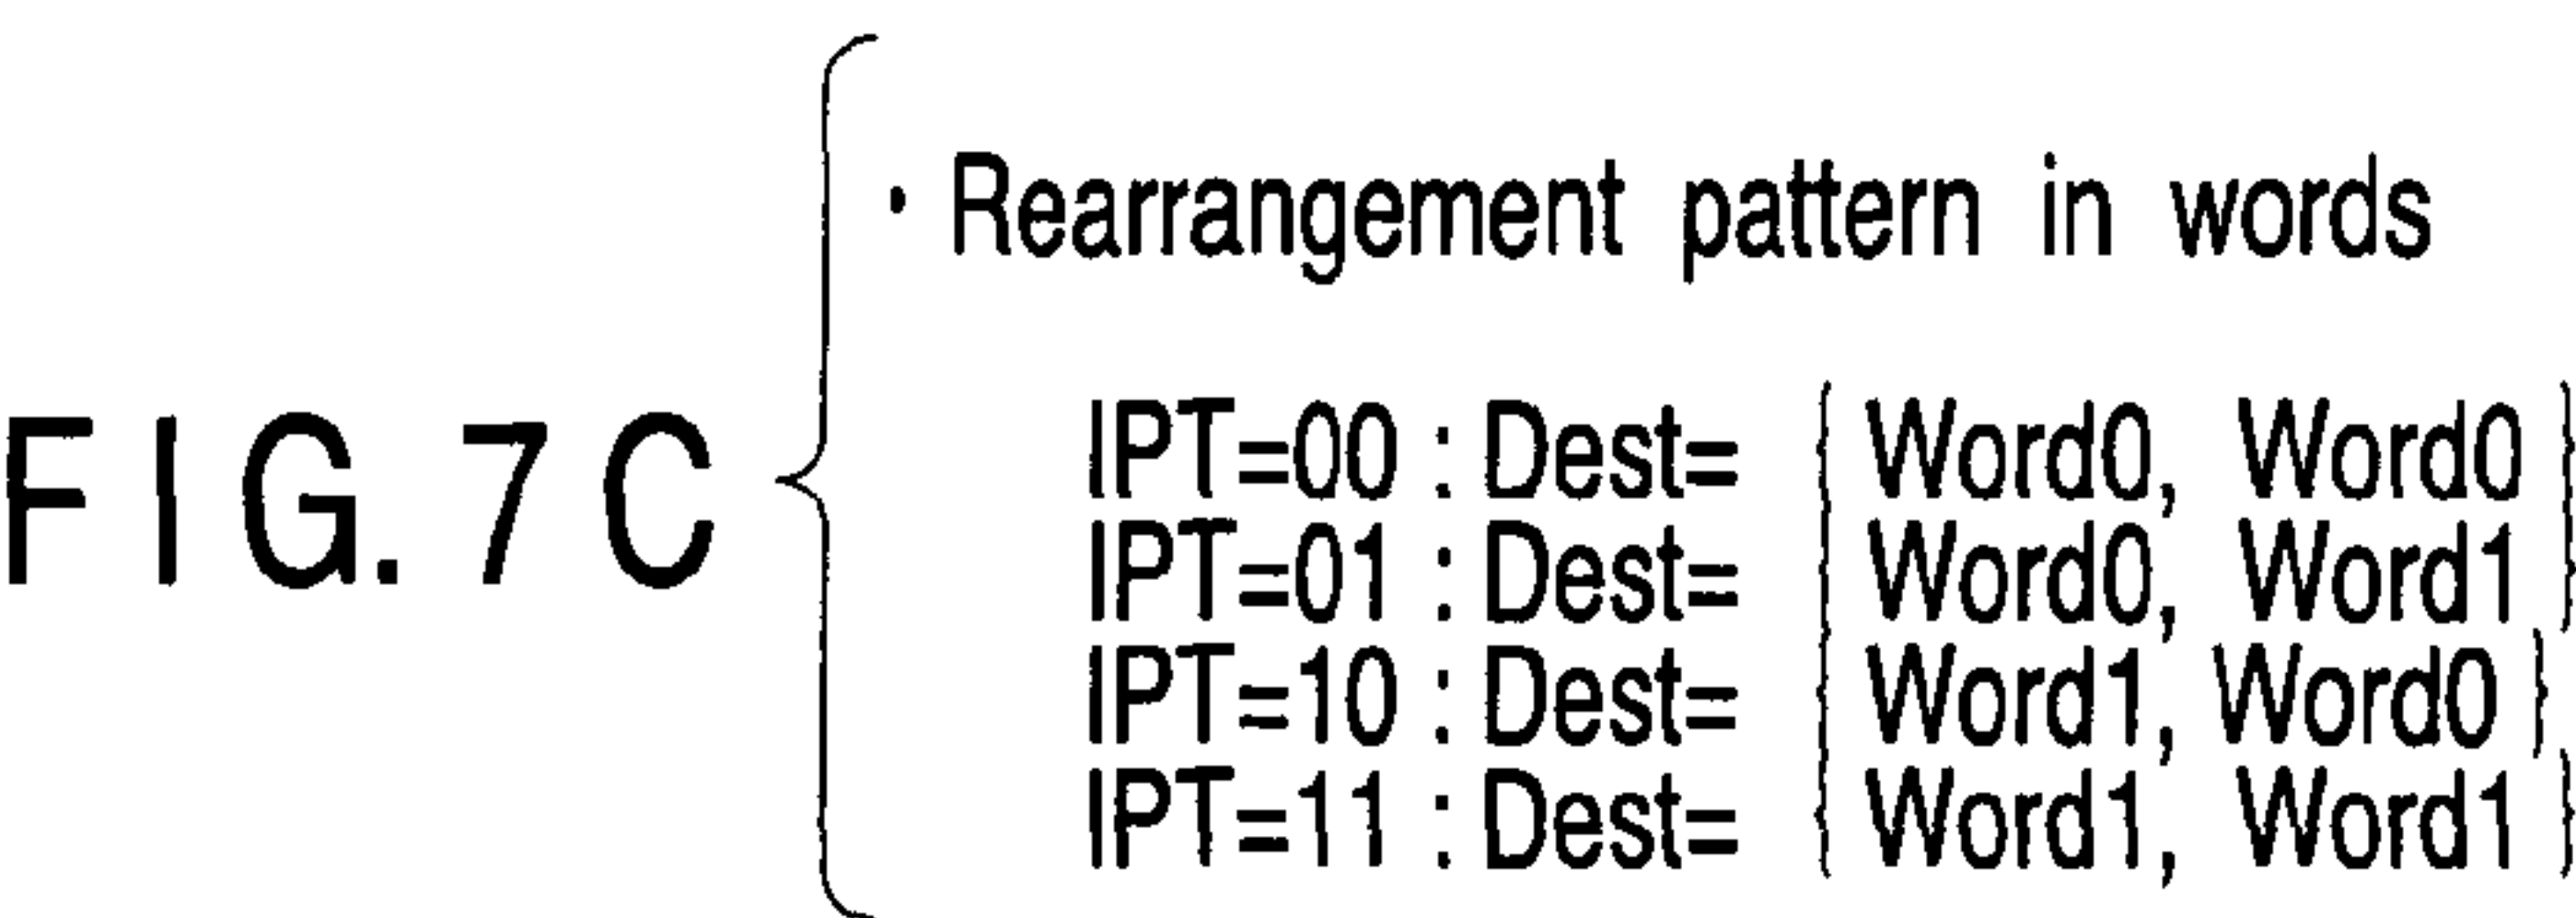 FIG. 7C
· Rearrangement pattern in words
IPT=00 : Dest= { Word0, Word0 }
IPT=01 : Dest= { Word0, Word1 }
IPT=10 : Dest= { Word1, Word0 }
IPT=11 : Dest= { Word1, Word1 }